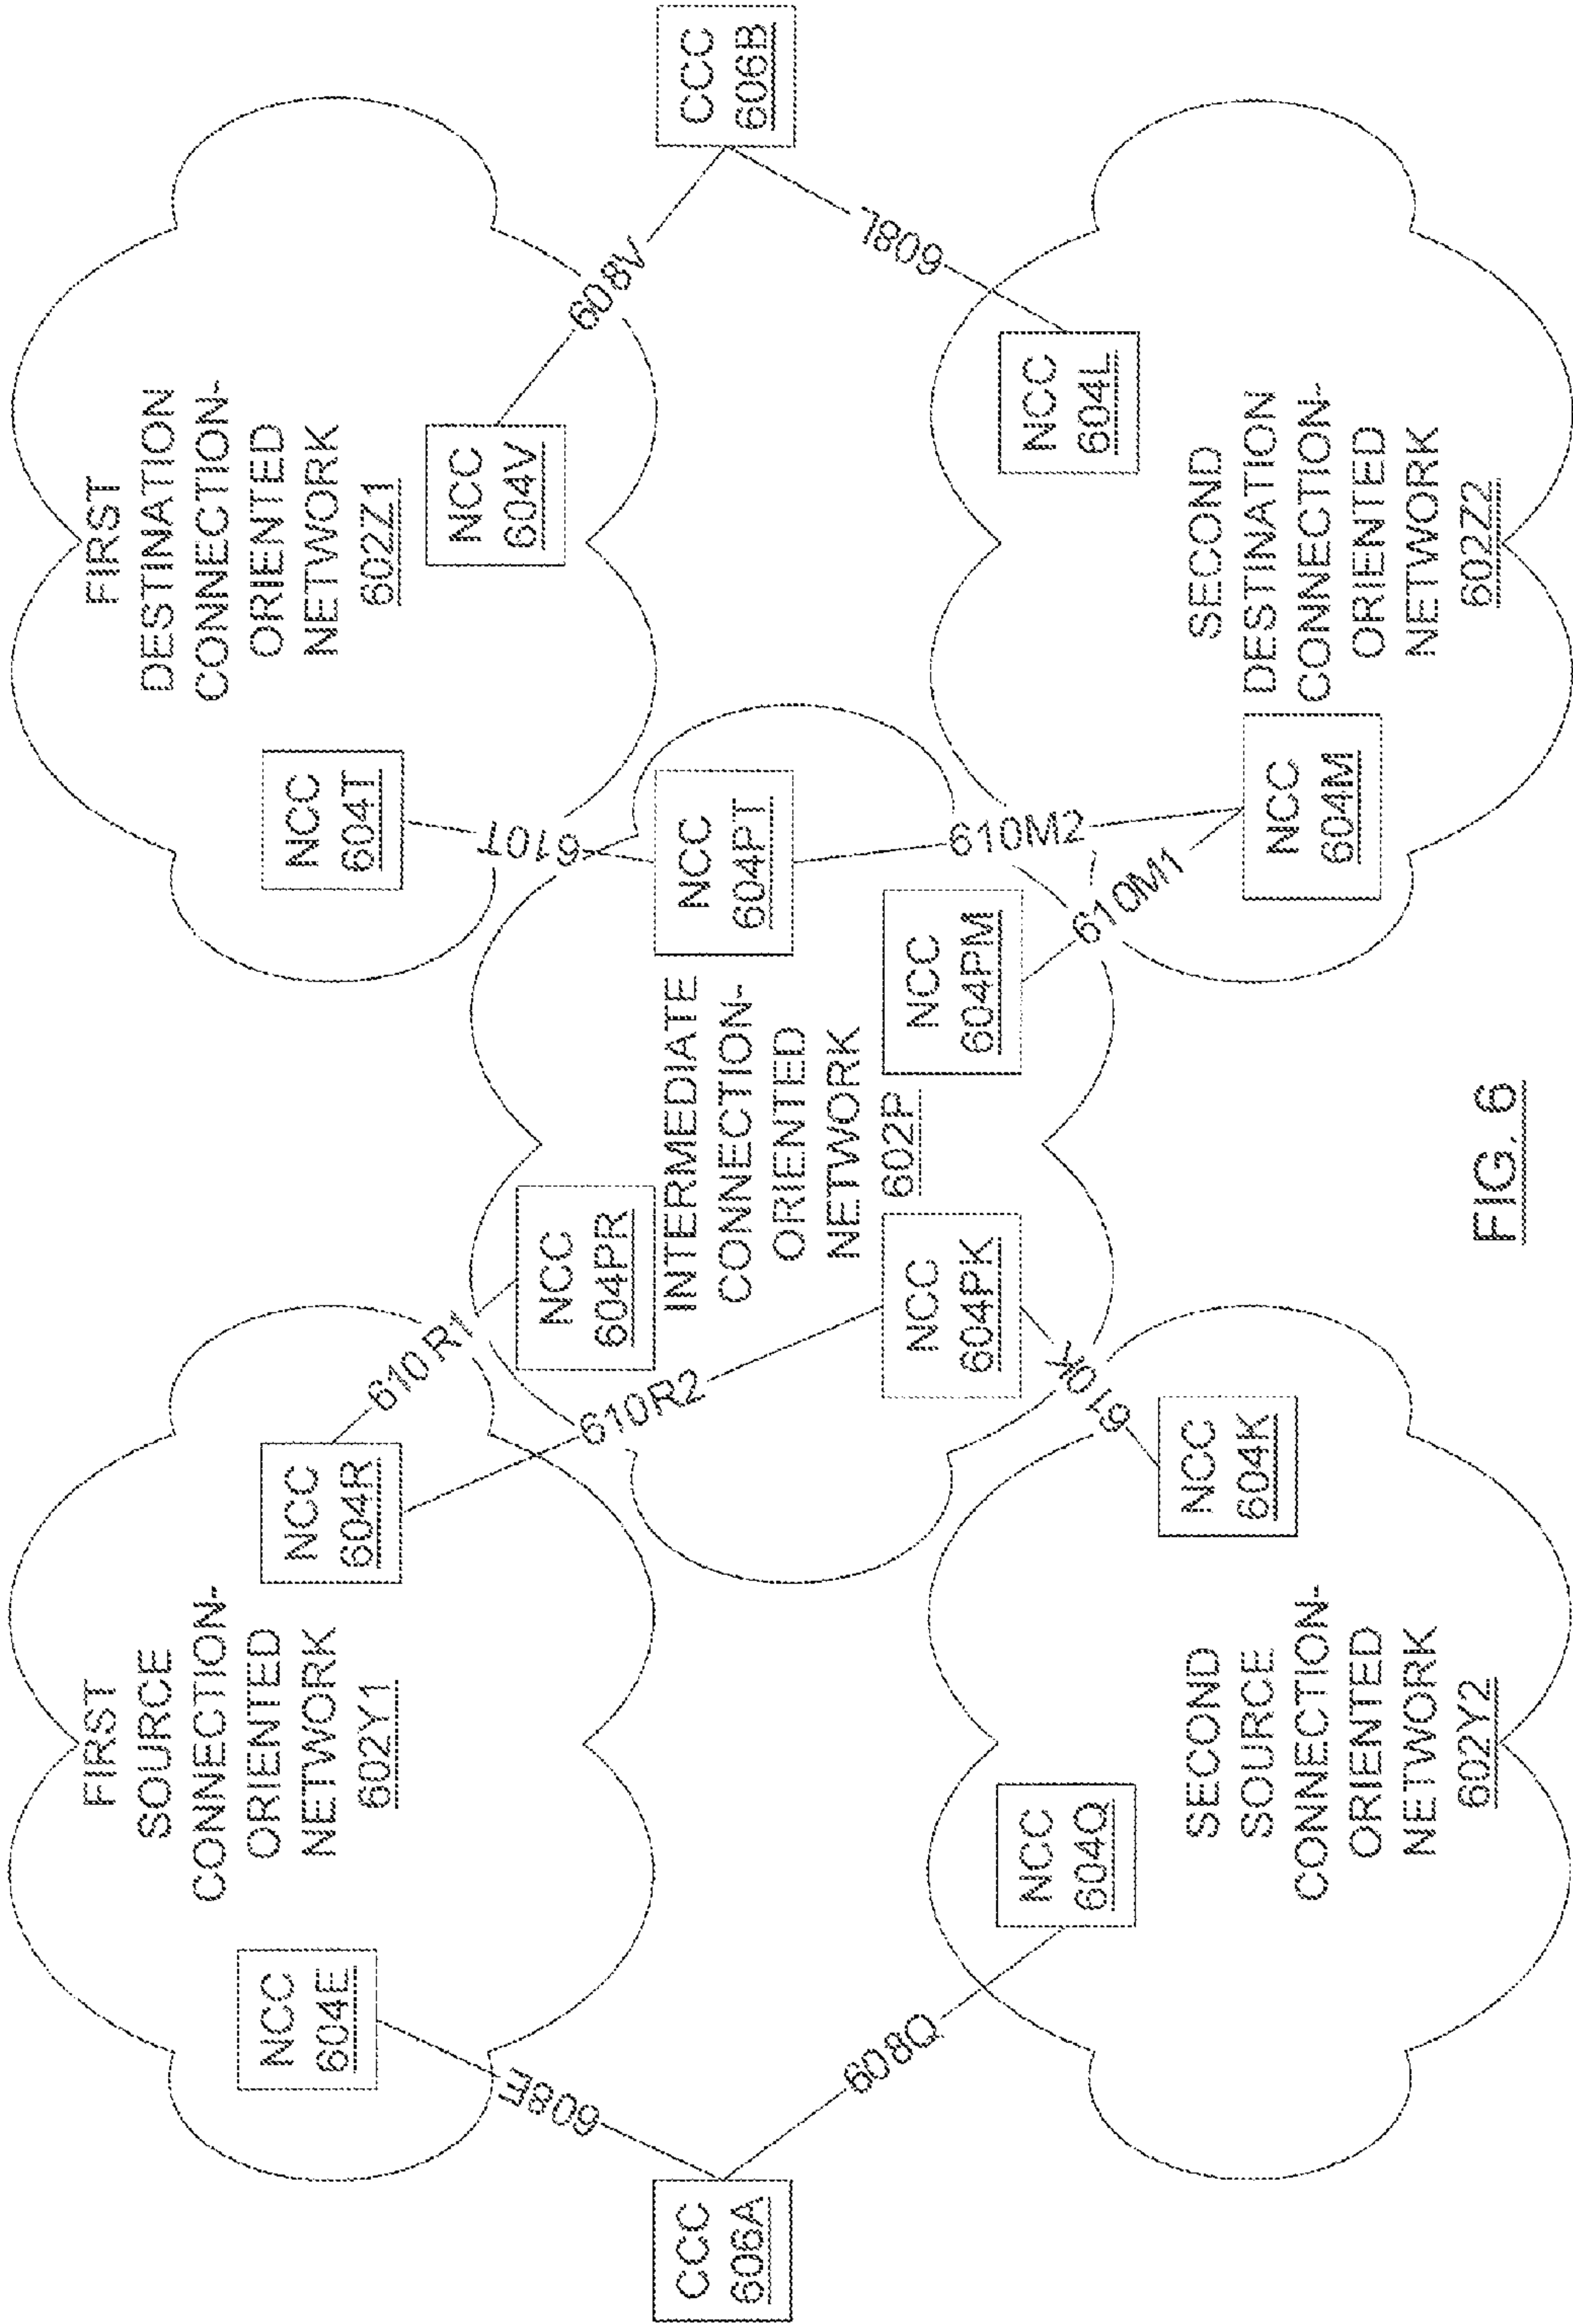 FIRST
SOURCE
CONNECTION-
ORIENTED
NETWORK
602Y1
NCC
604E
NCC
604R
FIRST
DESTINATION
CONNECTION-
ORIENTED
NETWORK
602Z1
NCC
604T
NCC
604V
608E
610R1
610R2
610T
608V
CCC
606A
NCC
604PR
INTERMEDIATE
CONNECTION-
ORIENTED
NETWORK
602P
NCC
604PT
NCC
604PK
NCC
604PM
CCC
606B
608Q
610K
610M1
610M2
608L
NCC
604Q
NCC
604K
SECOND
SOURCE
CONNECTION-
ORIENTED
NETWORK
602Y2
NCC
604M
NCC
604L
SECOND
DESTINATION
CONNECTION-
ORIENTED
NETWORK
602Z2
FIG. 6